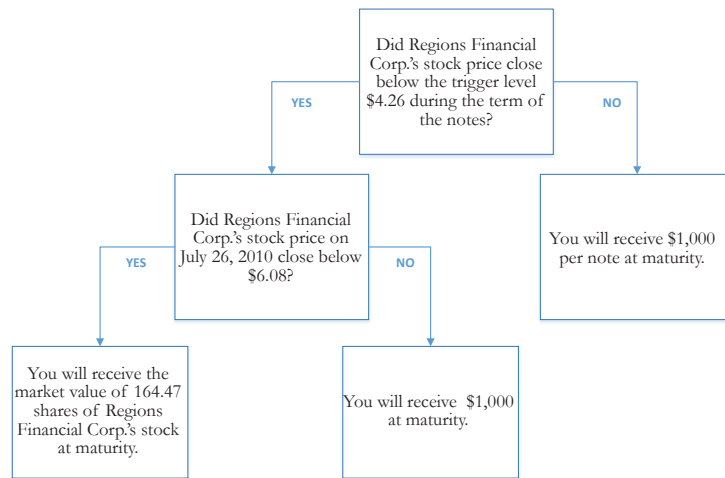 Did Regions Financial
Corp.'s stock price close
below the trigger level
$4.26 during the term of
the notes?
YES
NO
Did Regions Financial
Corp.'s stock price on
July 26, 2010 close below
$6.08?
You will receive $1,000
per note at maturity.
YES
NO
You will receive the
market value of 164.47
shares of Regions
Financial Corp.'s stock
at maturity.
You will receive $1,000
at maturity.